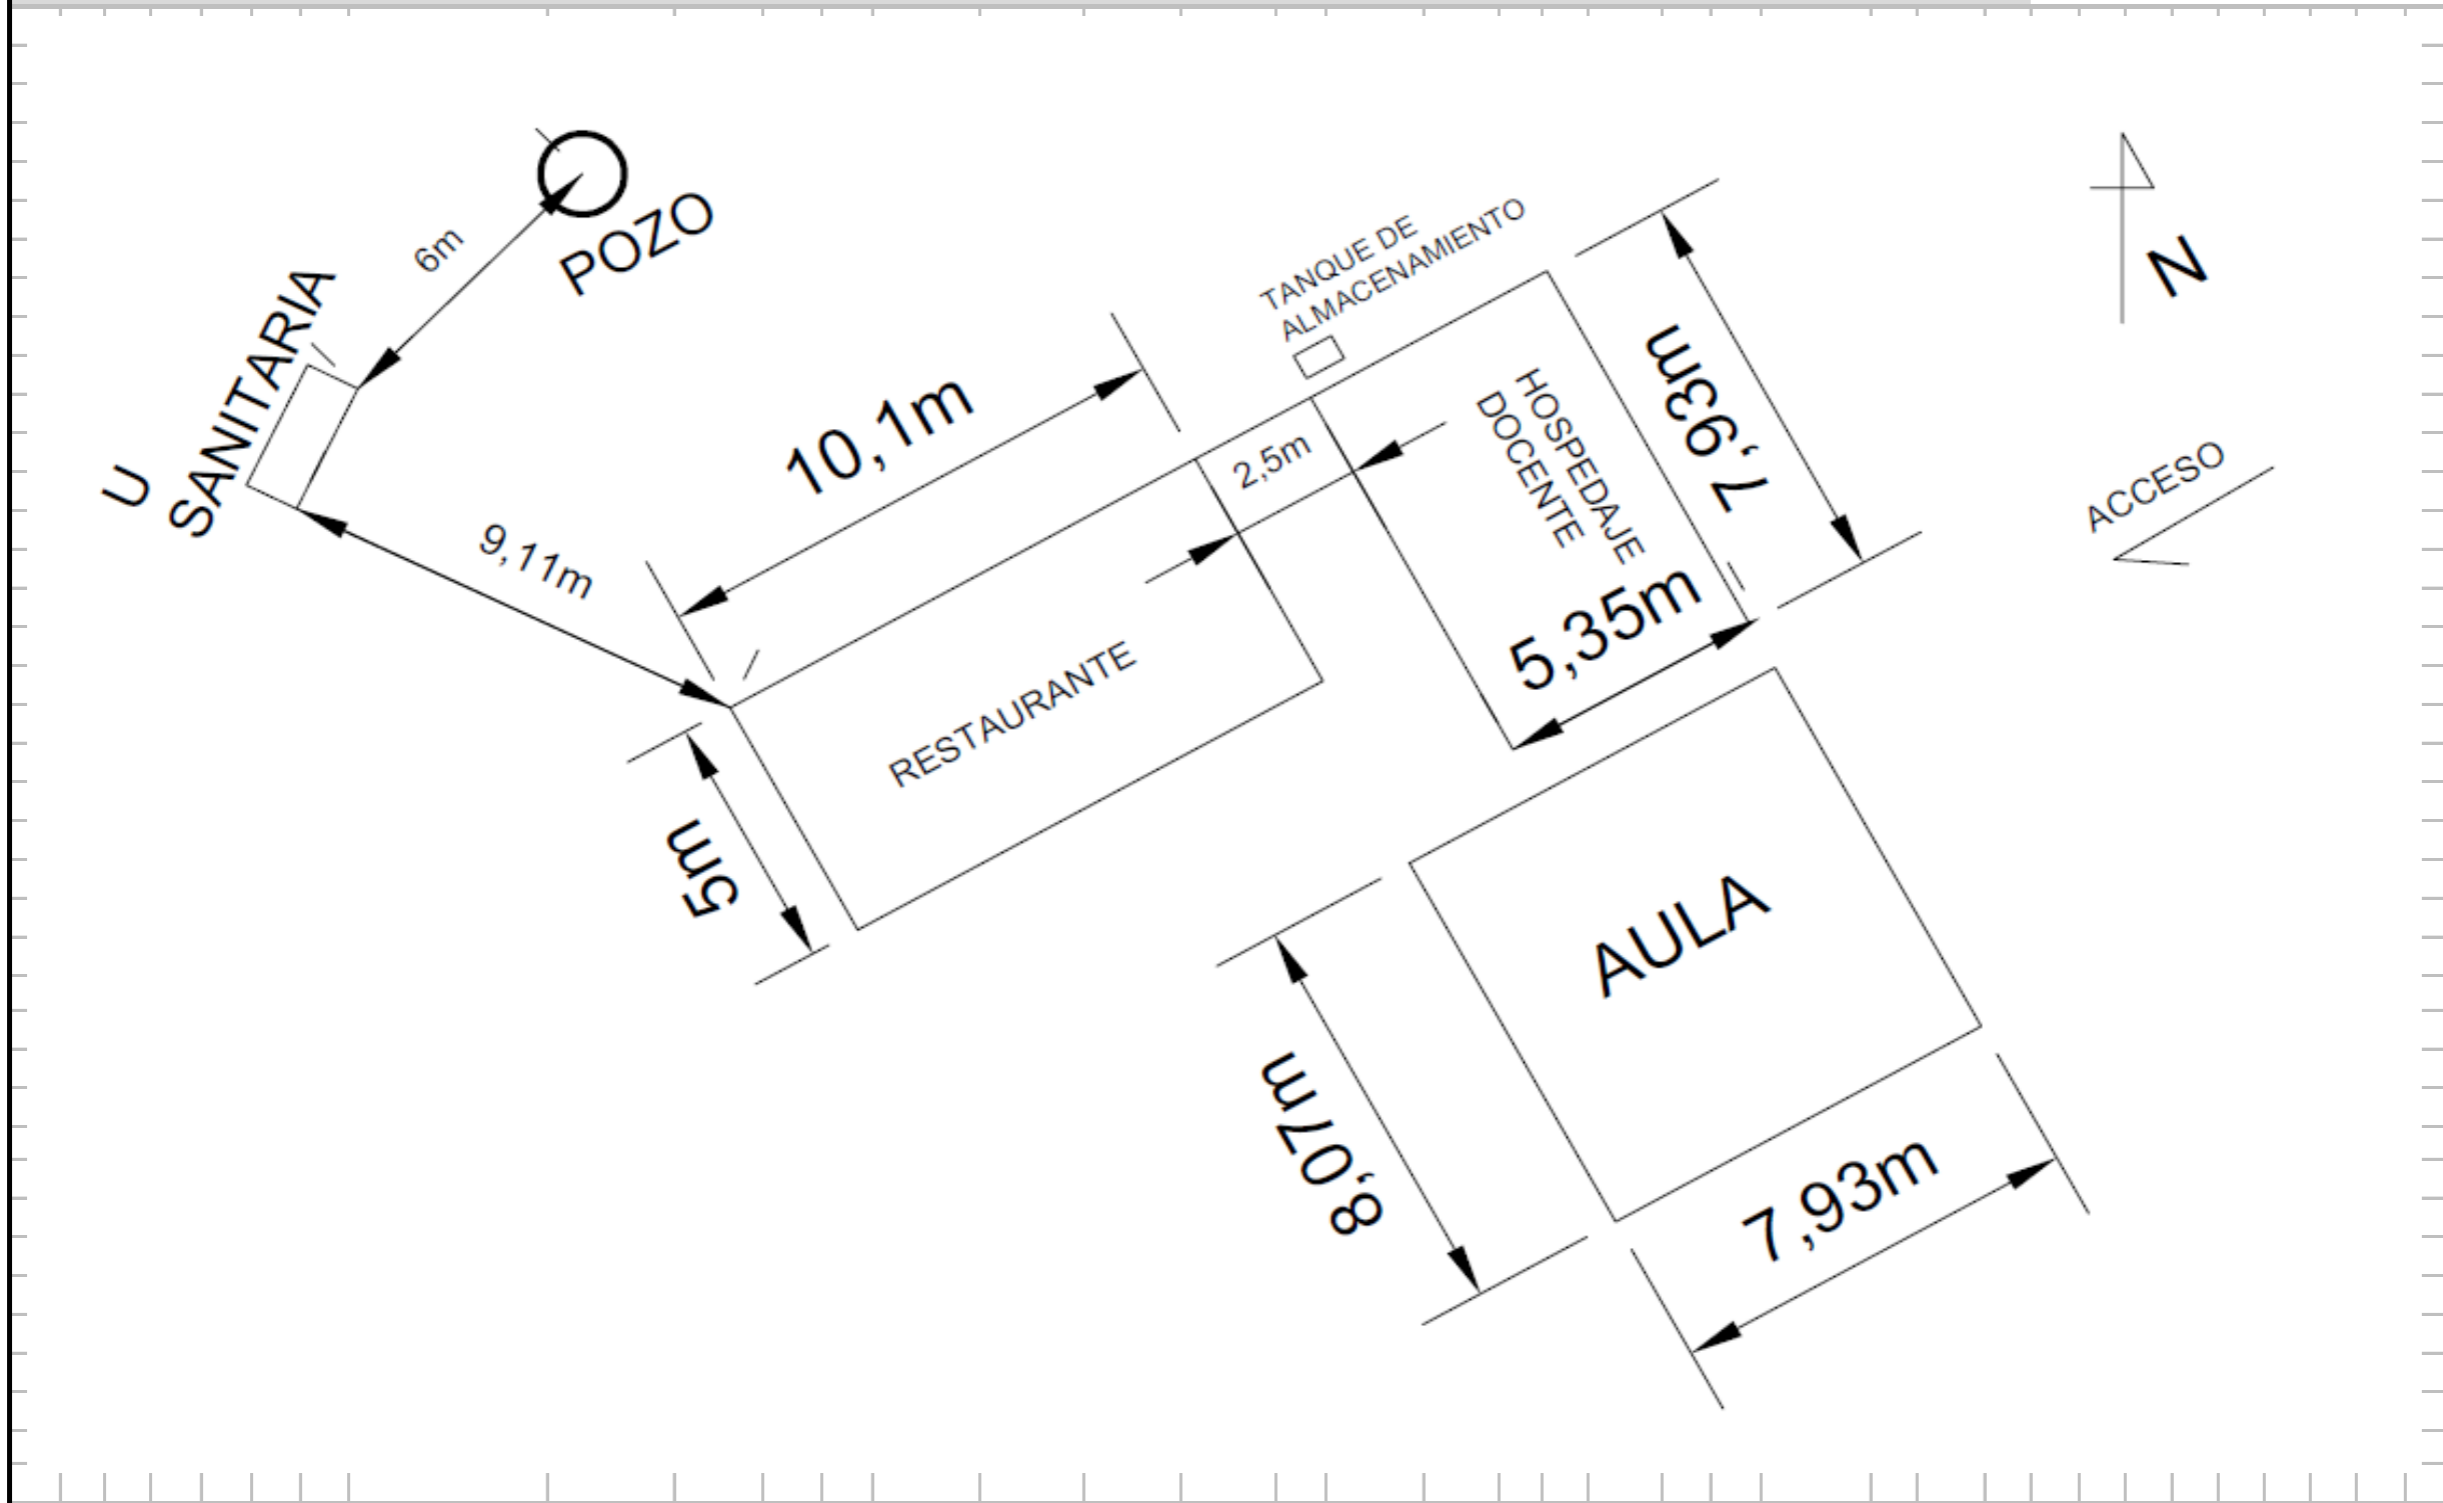 POZO
6m
U
SANITARIA
9,11m
10,1m
TANQUE DE
ALMACENAMIENTO
2,5m
HOSPEDAJE
DOCENTE
7,93m
5,35m
N
ACCESO
RESTAURANTE
5m
AULA
8,07m
7,93m